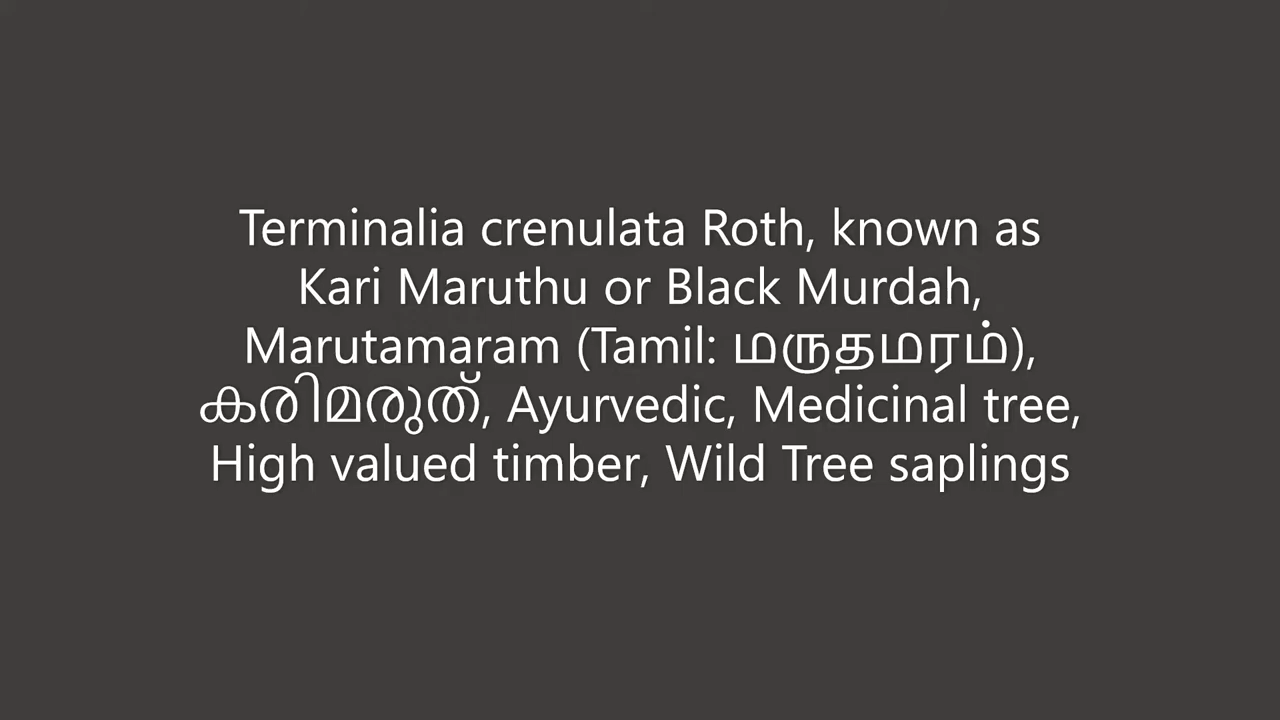 Terminalia crenulata Roth, known as
Kari Maruthu or Black Murdah,
Marutamaram (Tamil: மருதமரம்),
കരിമരുത്, Ayurvedic, Medicinal tree,
High valued timber, Wild Tree saplings